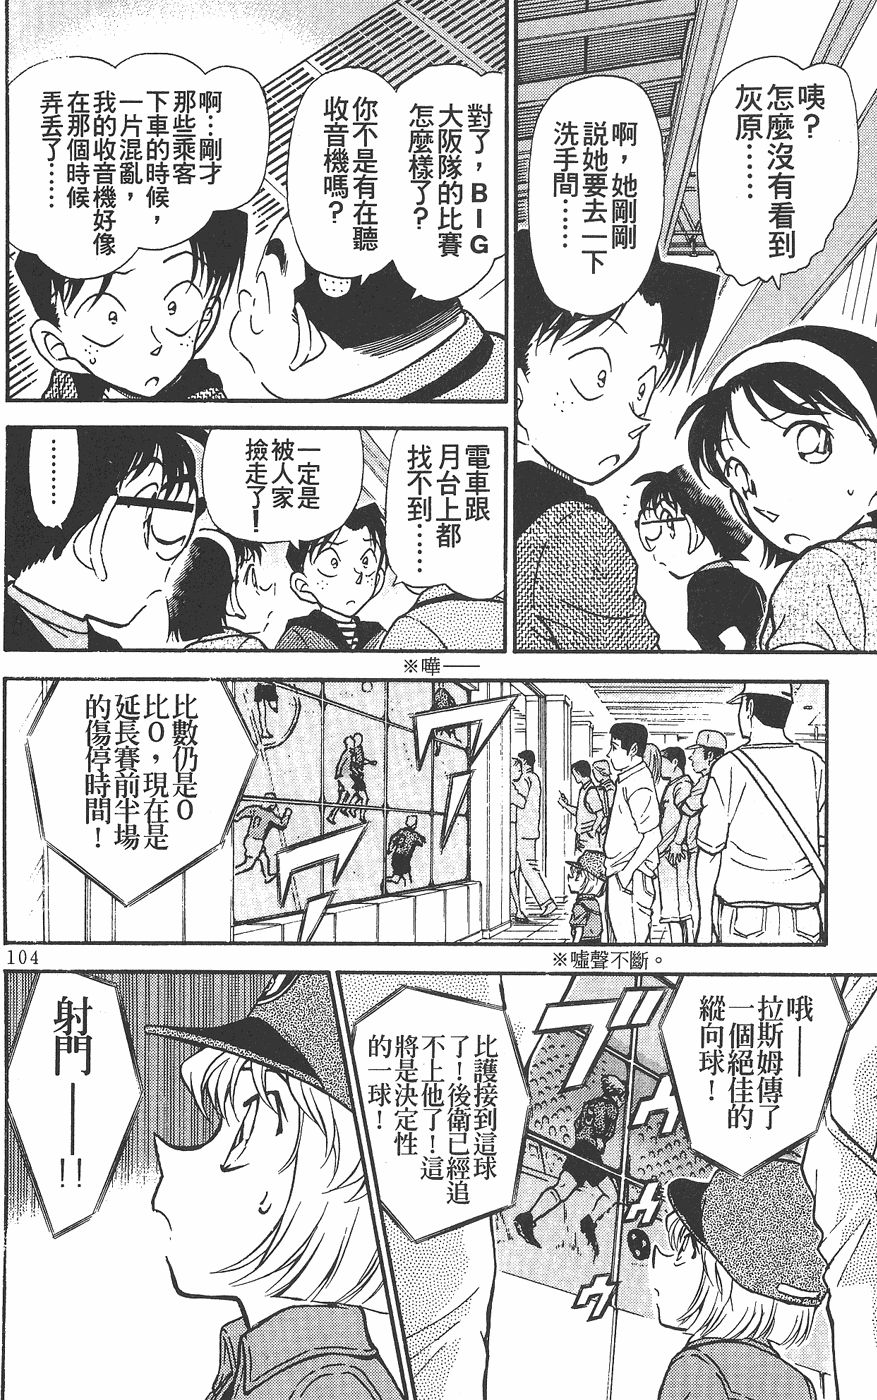 咦？
怎麼沒有看到
灰原……
啊，她剛剛
說她要去一下
洗手間……
對了，BIG
大阪隊的比賽
怎麼樣了？
你不是有在聽
收音機嗎？
啊…剛才
那些乘客
下車的時候，
一片混亂，
我的收音機好像
在那個時候
弄丟了……
電車跟
月台上都
找不到……
一定是
被人家
撿走了！
……
※嘩──
比數仍是0
比0，現在是
延長賽前半場
的傷停時間！
104
※噓聲不斷。
哦──
拉斯姆傳了
一個絕佳的
縱向球！
ブウウウ
比護接到這球
了！後衛已經追
不上他了！這
將是決定性
的一球！
射門──!!